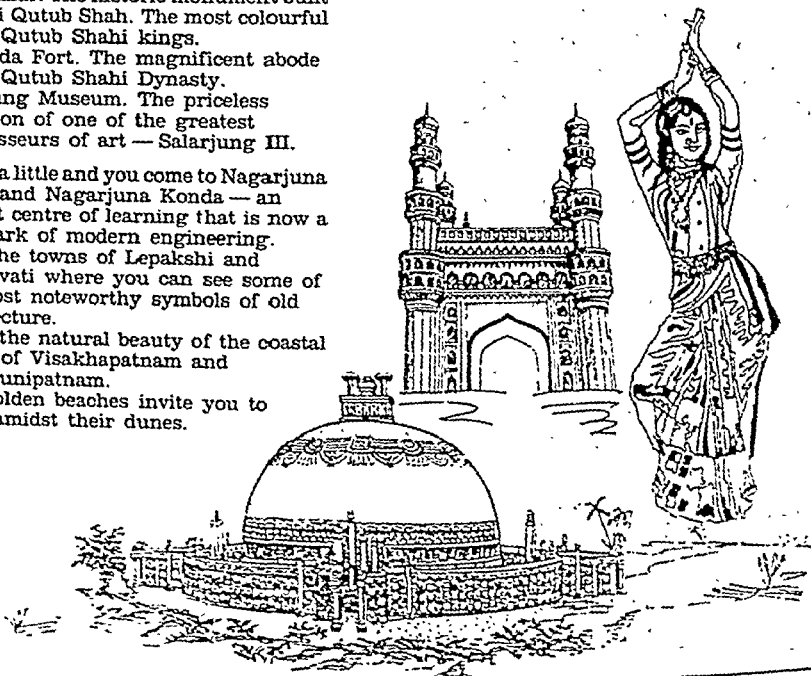 i Qutub Shah. The most colourful
Qutub Shahi kings.
da Fort. The magnificent abode
Qutub Shahi Dynasty.
ing Museum. The priceless
on of one of the greatest
sseurs of art — Salarjung III.
a little and you come to Nagarjuna
and Nagarjuna Konda — an
t centre of learning that is now a
ark of modern engineering.
he towns of Lepakshi and
vati where you can see some of
ost noteworthy symbols of old
cture.
the natural beauty of the coastal
of Visakhapatnam and
unipatnam.
olden beaches invite you to
amidst their dunes.